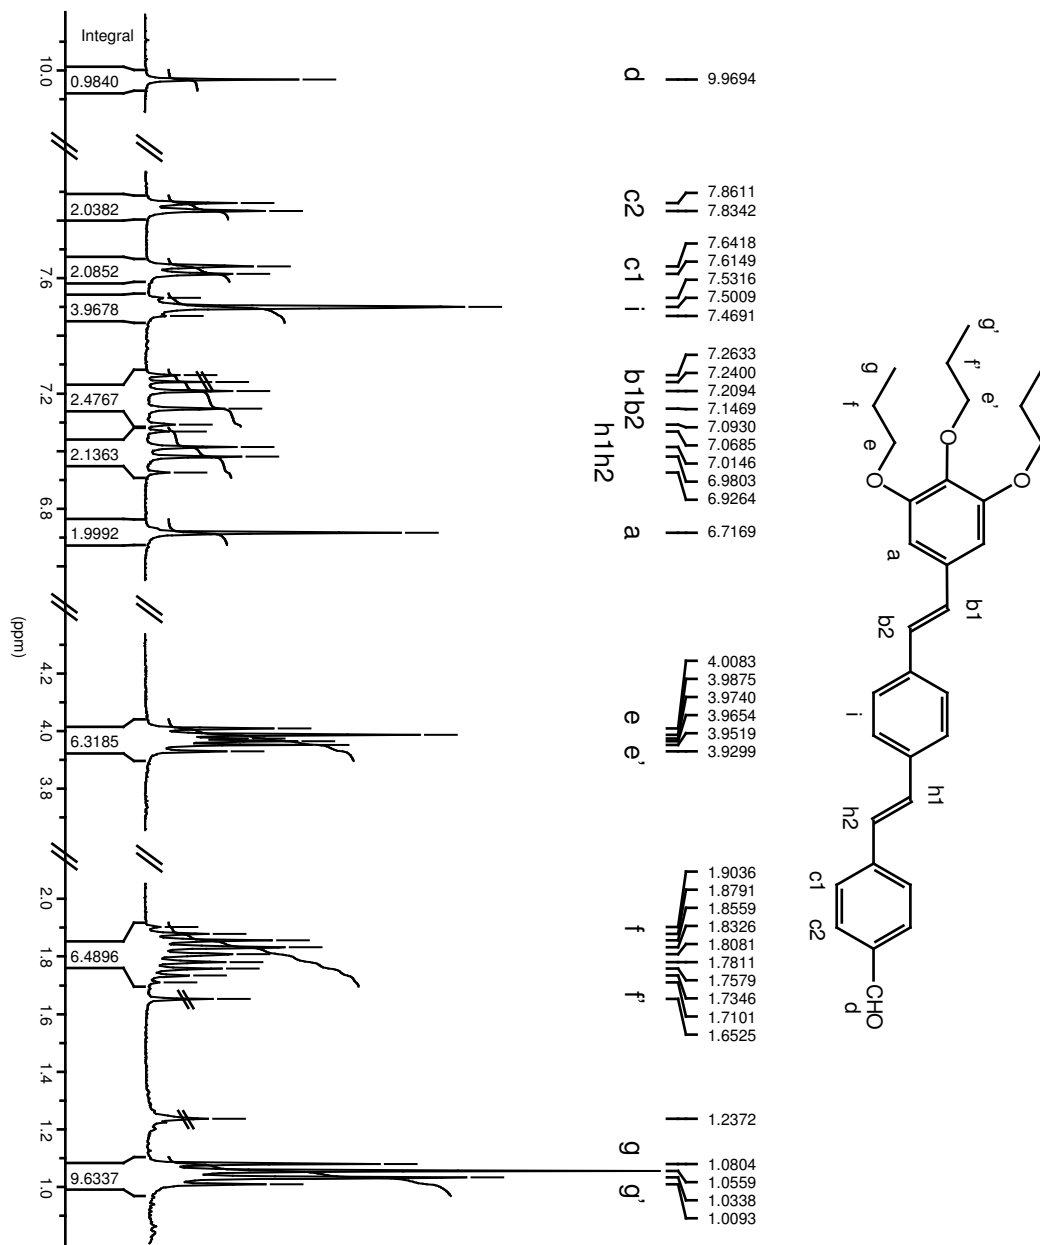 Integral
10.0
7.6
7.2
6.8
4.2
4.0
3.8
2.0
1.8
1.6
1.4
1.2
1.0
(ppm)
0.9840
2.0382
2.0852
3.9678
2.4767
2.1363
1.9992
6.3185
6.4896
9.6337
d
c2
c1
i
b1b2
h1h2
a
e
e'
f
f'
g
g'
9.9694
7.8611
7.8342
7.6418
7.6149
7.5316
7.5009
7.4691
7.2633
7.2400
7.2094
7.1469
7.0930
7.0685
7.0146
6.9803
6.9264
6.7169
4.0083
3.9875
3.9740
3.9654
3.9519
3.9299
1.9036
1.8791
1.8559
1.8326
1.8081
1.7811
1.7579
1.7346
1.7101
1.6525
1.2372
1.0804
1.0559
1.0338
1.0093
g'
f'
e'
g
f
e
O
O
O
a
b1
b2
i
h1
h2
c1
c2
CHO
d